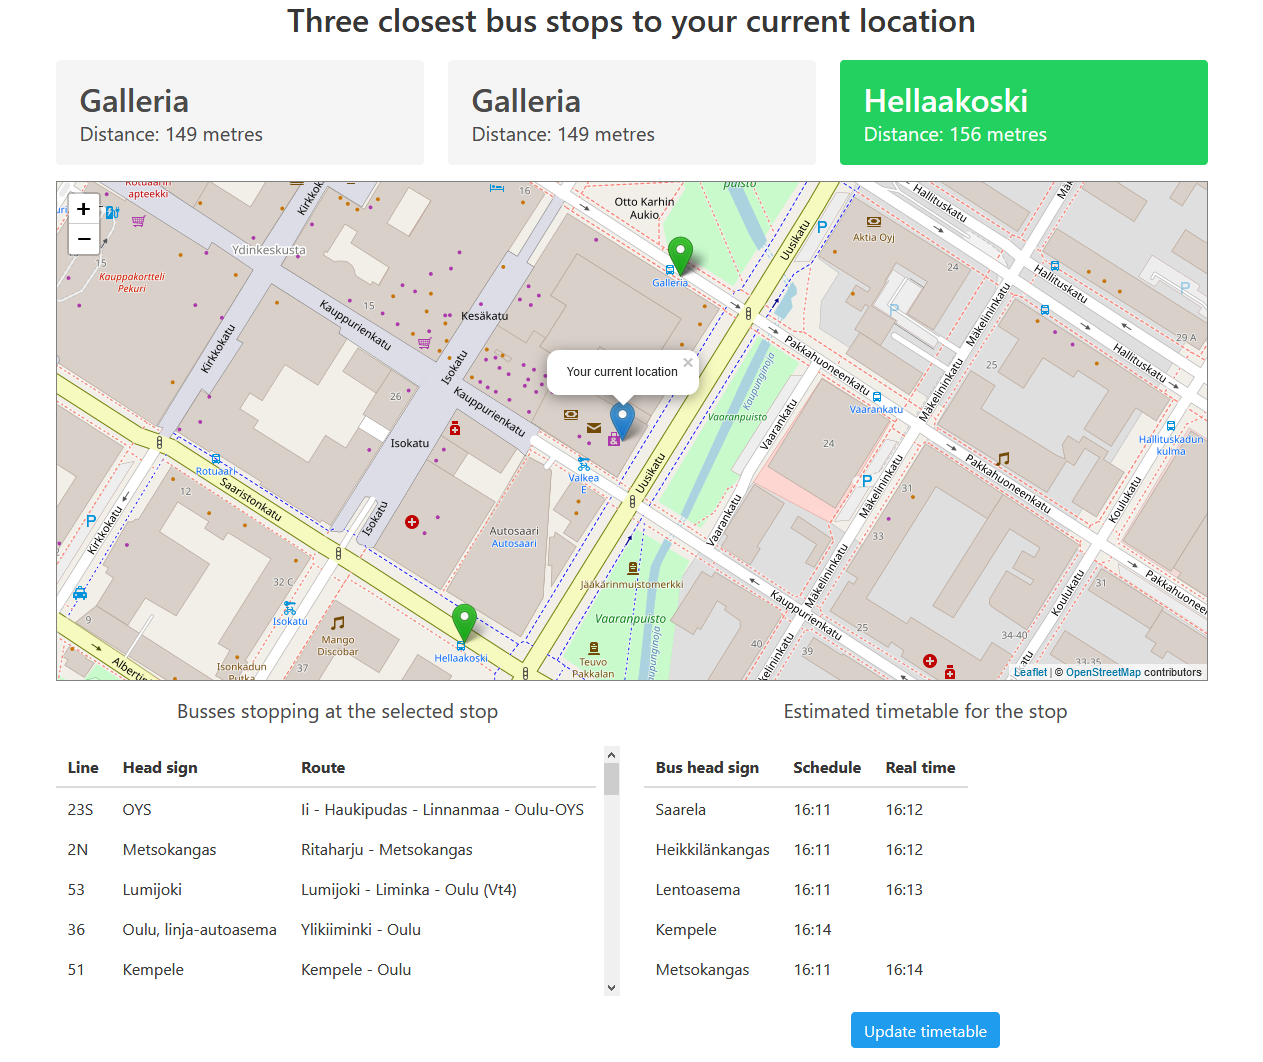 Three closest bus stops to your current location
Galleria
Distance: 149 metres
Galleria
Distance: 149 metres
Hellaakoski
Distance: 156 metres
+
−
Rotuaarin
apteekki
15
Kauppakortteli
Pekuri
Ydinkeskusta
Kirkkokatu
16
Otto Karhin
Aukio
puisto
Uusikatu
P
Aktia Oyj
Hallituskatu
24
Hallituskatu
P
P
29 A
Hallituskatu
Galleria
15
Kauppurienkatu
Kesäkatu
Kirkkokatu
Isokatu
Mäkelininkatu
Pakkahuoneenkatu
25
Your current location
×
Kaupunginoja
Mäkelininkatu
26
Kauppurienkatu
Vaaranpuisto
Vaarankatu
Vaarankatu
Isokatu
24
Hallituskadun
kulma
Rotuaari
Valkea
E
Uusikatu
Pakkahuoneenkatu
Saaristonkatu
12
P
Mäkelininkatu
31
Koulukatu
P
Kirkkokatu
Isokatu
Autosaari
Autosaari
Vaarankatu
33
32 C
Jääkärinmuistomerkki
Mäkelininkatu
Koulukatu
31
Pakkahuoneenkatu
9
Isokatu
Vaaranpuisto
Kauppurienkatu
Mango
Discobar
Kaupunginoja
40
39
34-40
Hellaakoski
Teuvo
Pakkalan
Albertin
Isonkadun
Putka
37
33-35
Leaflet | © OpenStreetMap contributors
Busses stopping at the selected stop
Line Head sign Route
23S OYS Ii - Haukipudas - Linnanmaa - Oulu-OYS
2N Metsokangas Ritaharju - Metsokangas
53 Lumijoki Lumijoki - Liminka - Oulu (Vt4)
36 Oulu, linja-autoasema Ylikiiminki - Oulu
51 Kempele Kempele - Oulu
Estimated timetable for the stop
Bus head sign Schedule Real time
Saarela 16:11 16:12
Heikkilänkangas 16:11 16:12
Lentoasema 16:11 16:13
Kempele 16:14
Metsokangas 16:11 16:14
Update timetable